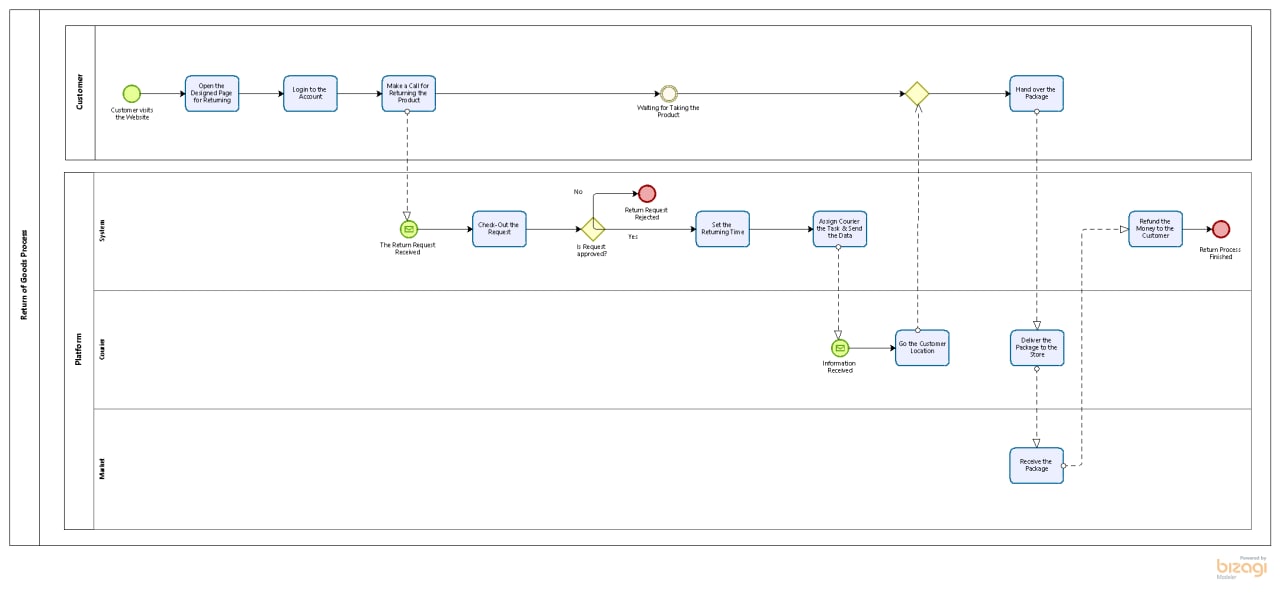 Return of Goods Process
Customer
Customer visits
the Website
Open the
Designed Page
for Returning
Login to the
Account
Make a Call for
Returning the
Product
Waiting for Taking the
Product
Hand over the
Package
Platform
System
The Return Request
Received
Check-Out the
Request
Is Request
approved?
No
Return Request
Rejected
Yes
Set the
Returning Time
Assign Courier
the Task & Send
the Data
Refund the
Money to the
Customer
Return Process
Finished
Courier
Information
Received
Go the Customer
Location
Deliver the
Package to the
Store
Market
Receive the
Package
Powered by
bizagi
Modeler